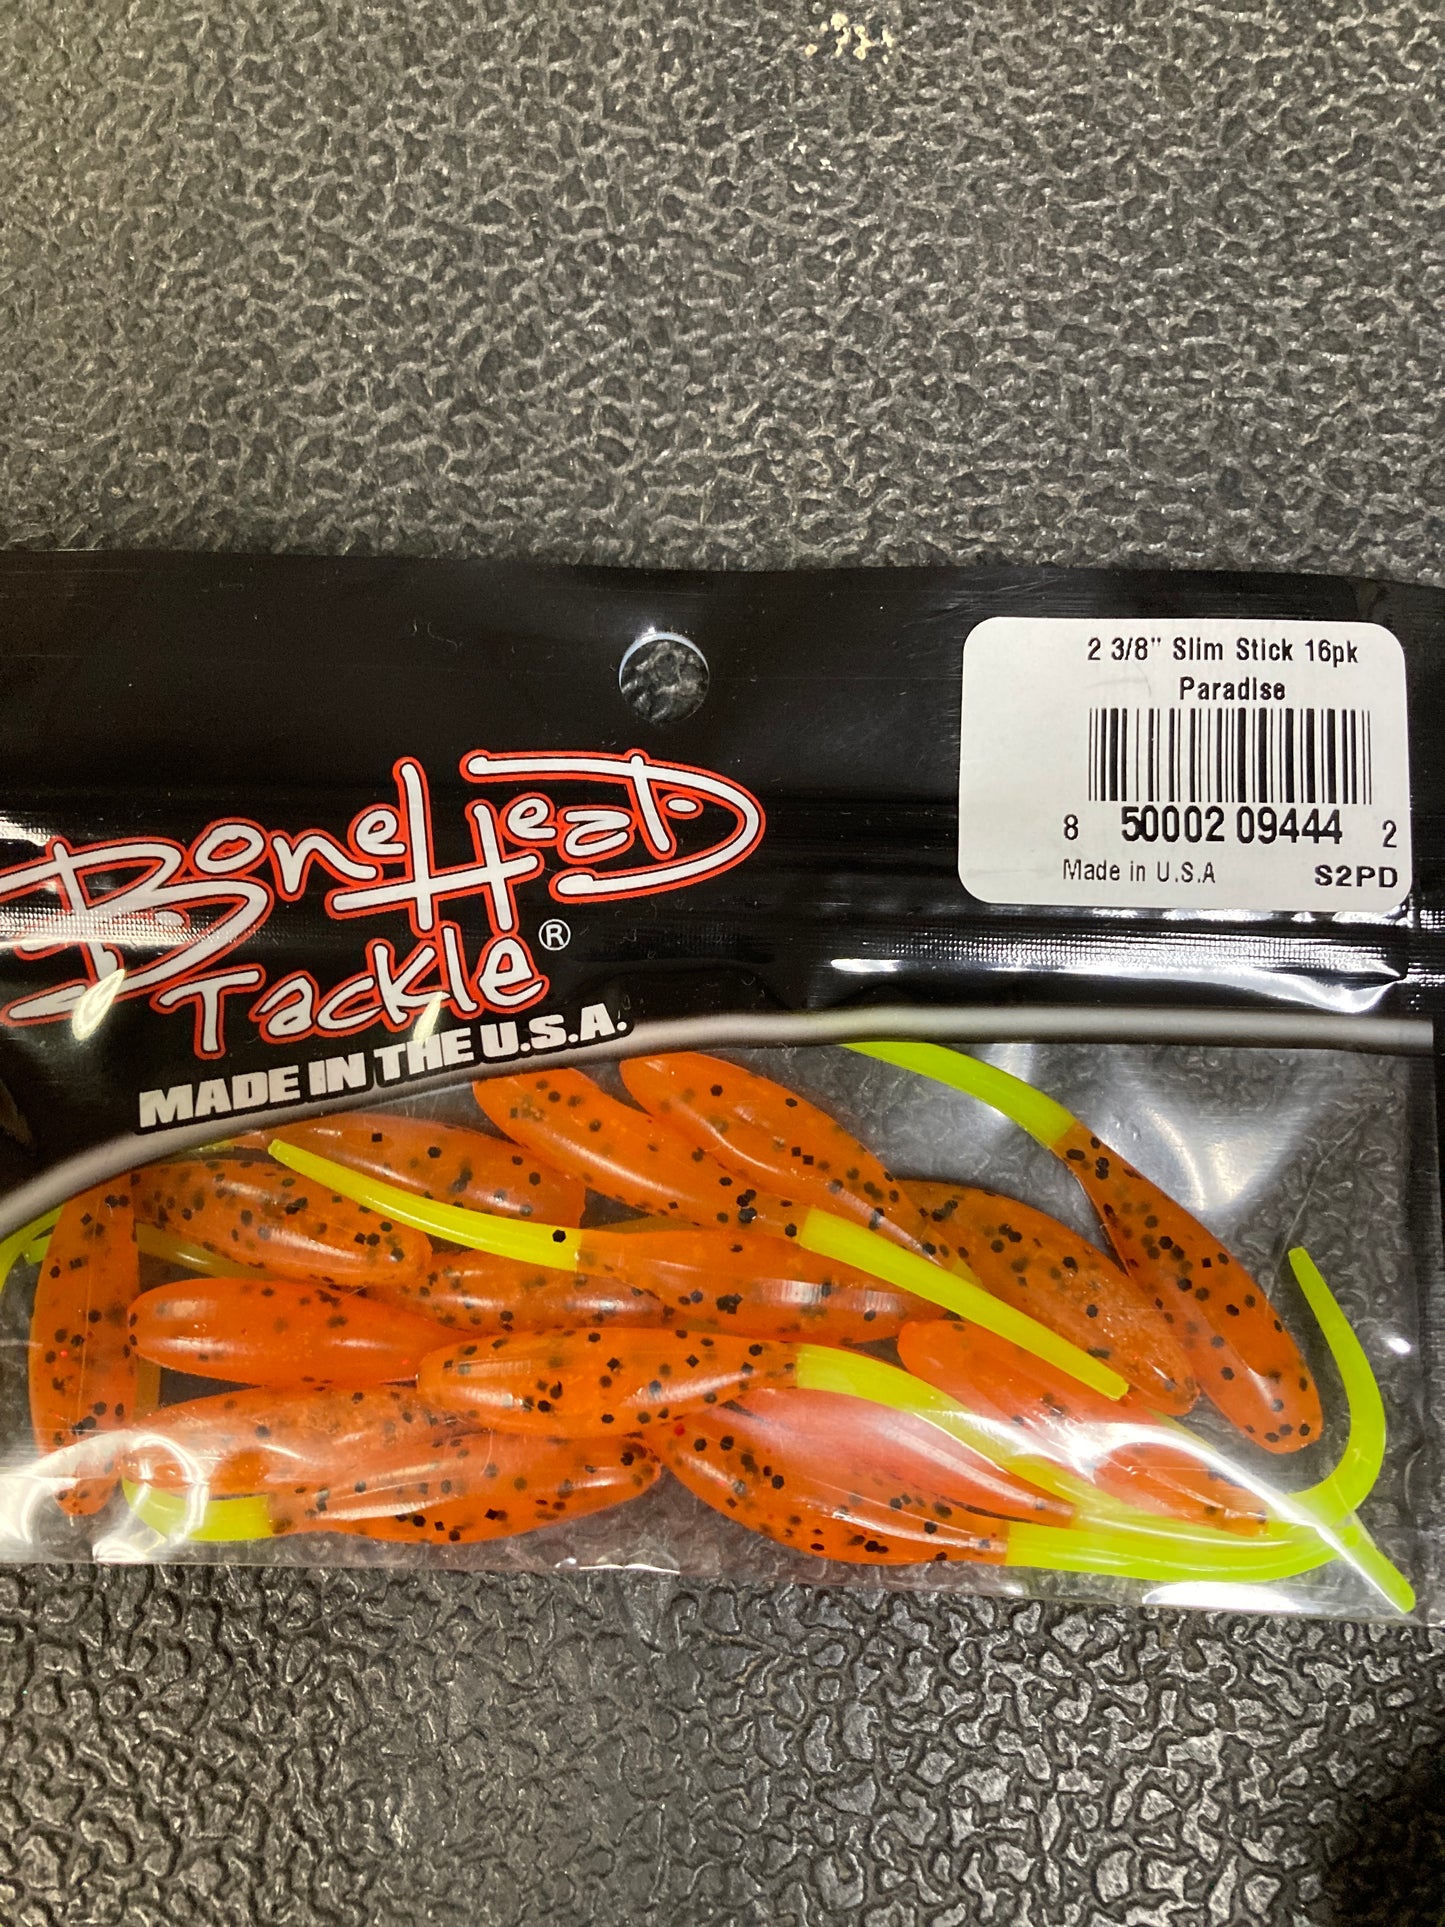 2 3/8" Slim Stick 16pk
Paradise
8 50002 09444 2
Made in U.S.A S2PD
BoneHead
Tackle®
MADE IN THE U.S.A.